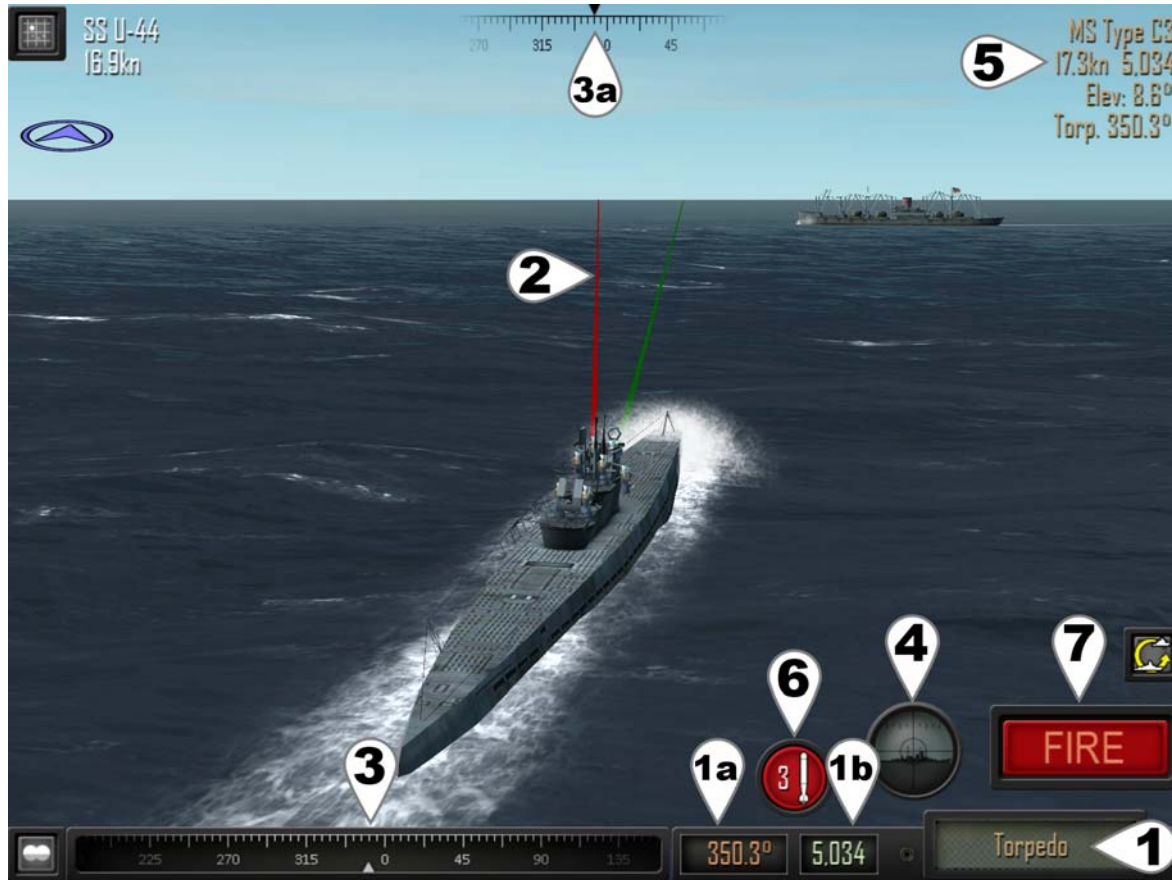 SS U-44
16.9kn
270 315 0 45
3a
MS Type C3
17.3kn 5,034
Elev: 8.6°
Torp. 350.3°
5
2
4
7
6
FIRE
3
3
1a
1b
225 270 315 0 45 90 135
350.3°
5,034
Torpedo
1